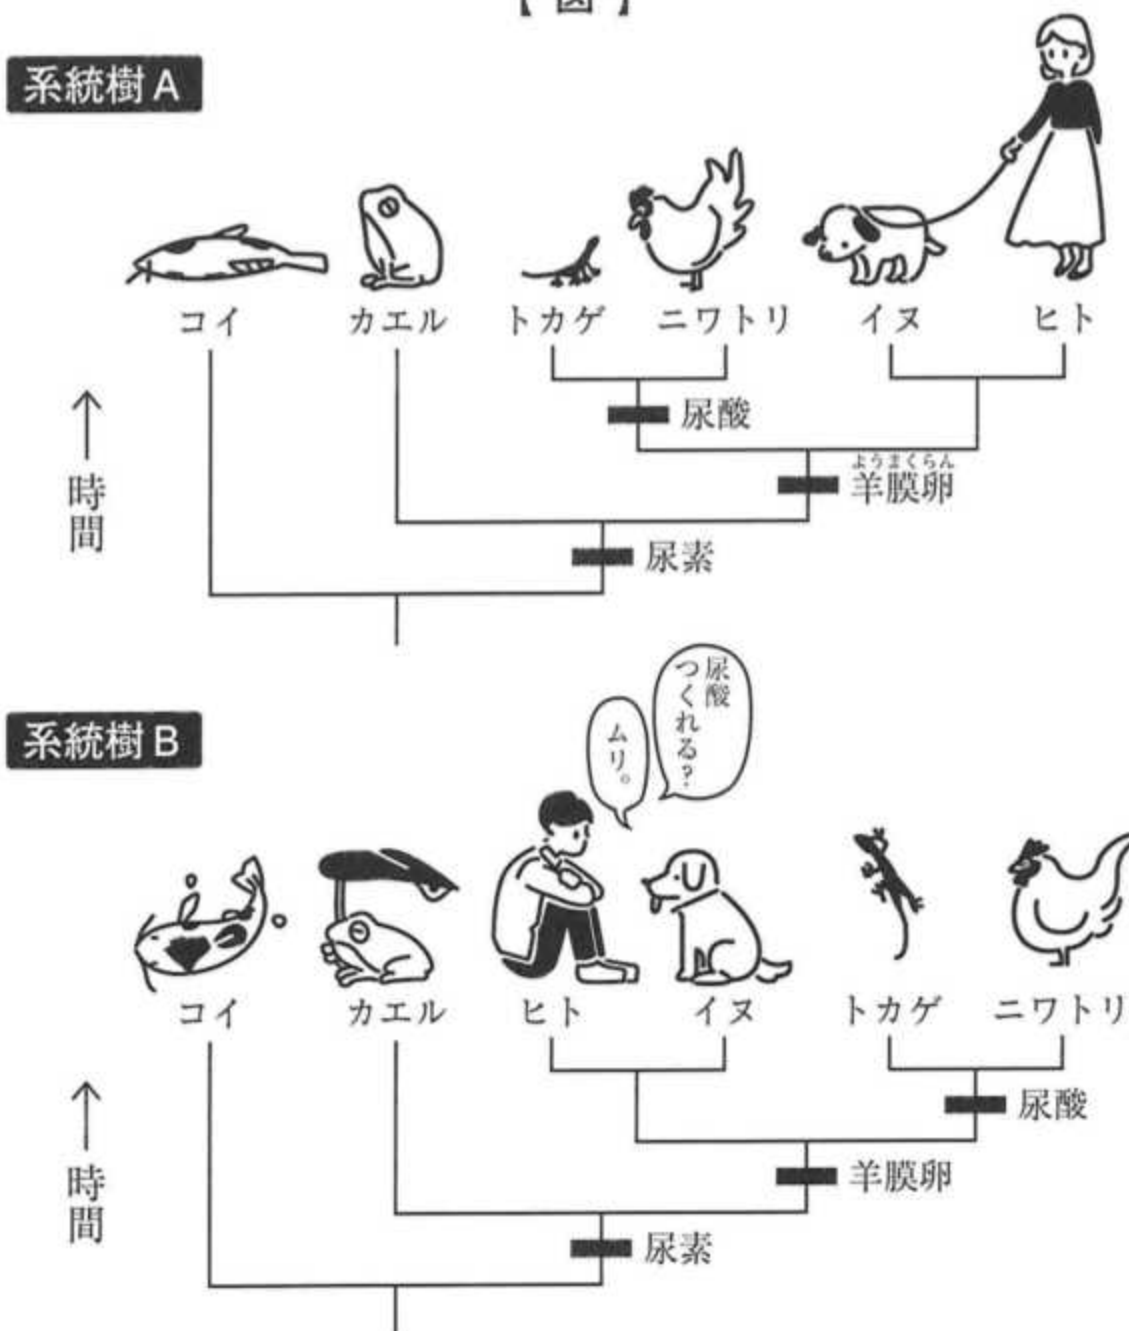 【図】
系統樹A
コイ カエル トカゲ ニワトリ イヌ ヒト
尿酸
ようまくらん
羊膜卵
尿素
時間
系統樹B
尿酸
つくれる?
ムリ。
コイ カエル ヒト イヌ トカゲ ニワトリ
尿酸
羊膜卵
尿素
時間